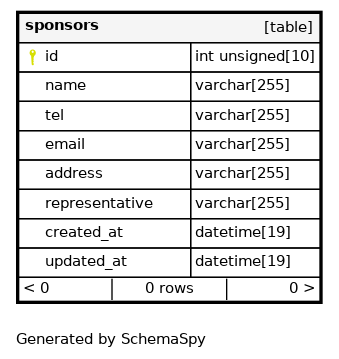 sponsors [table]
id int unsigned[10]
name varchar[255]
tel varchar[255]
email varchar[255]
address varchar[255]
representative varchar[255]
created_at datetime[19]
updated_at datetime[19]
< 0 0 rows 0 >
Generated by SchemaSpy